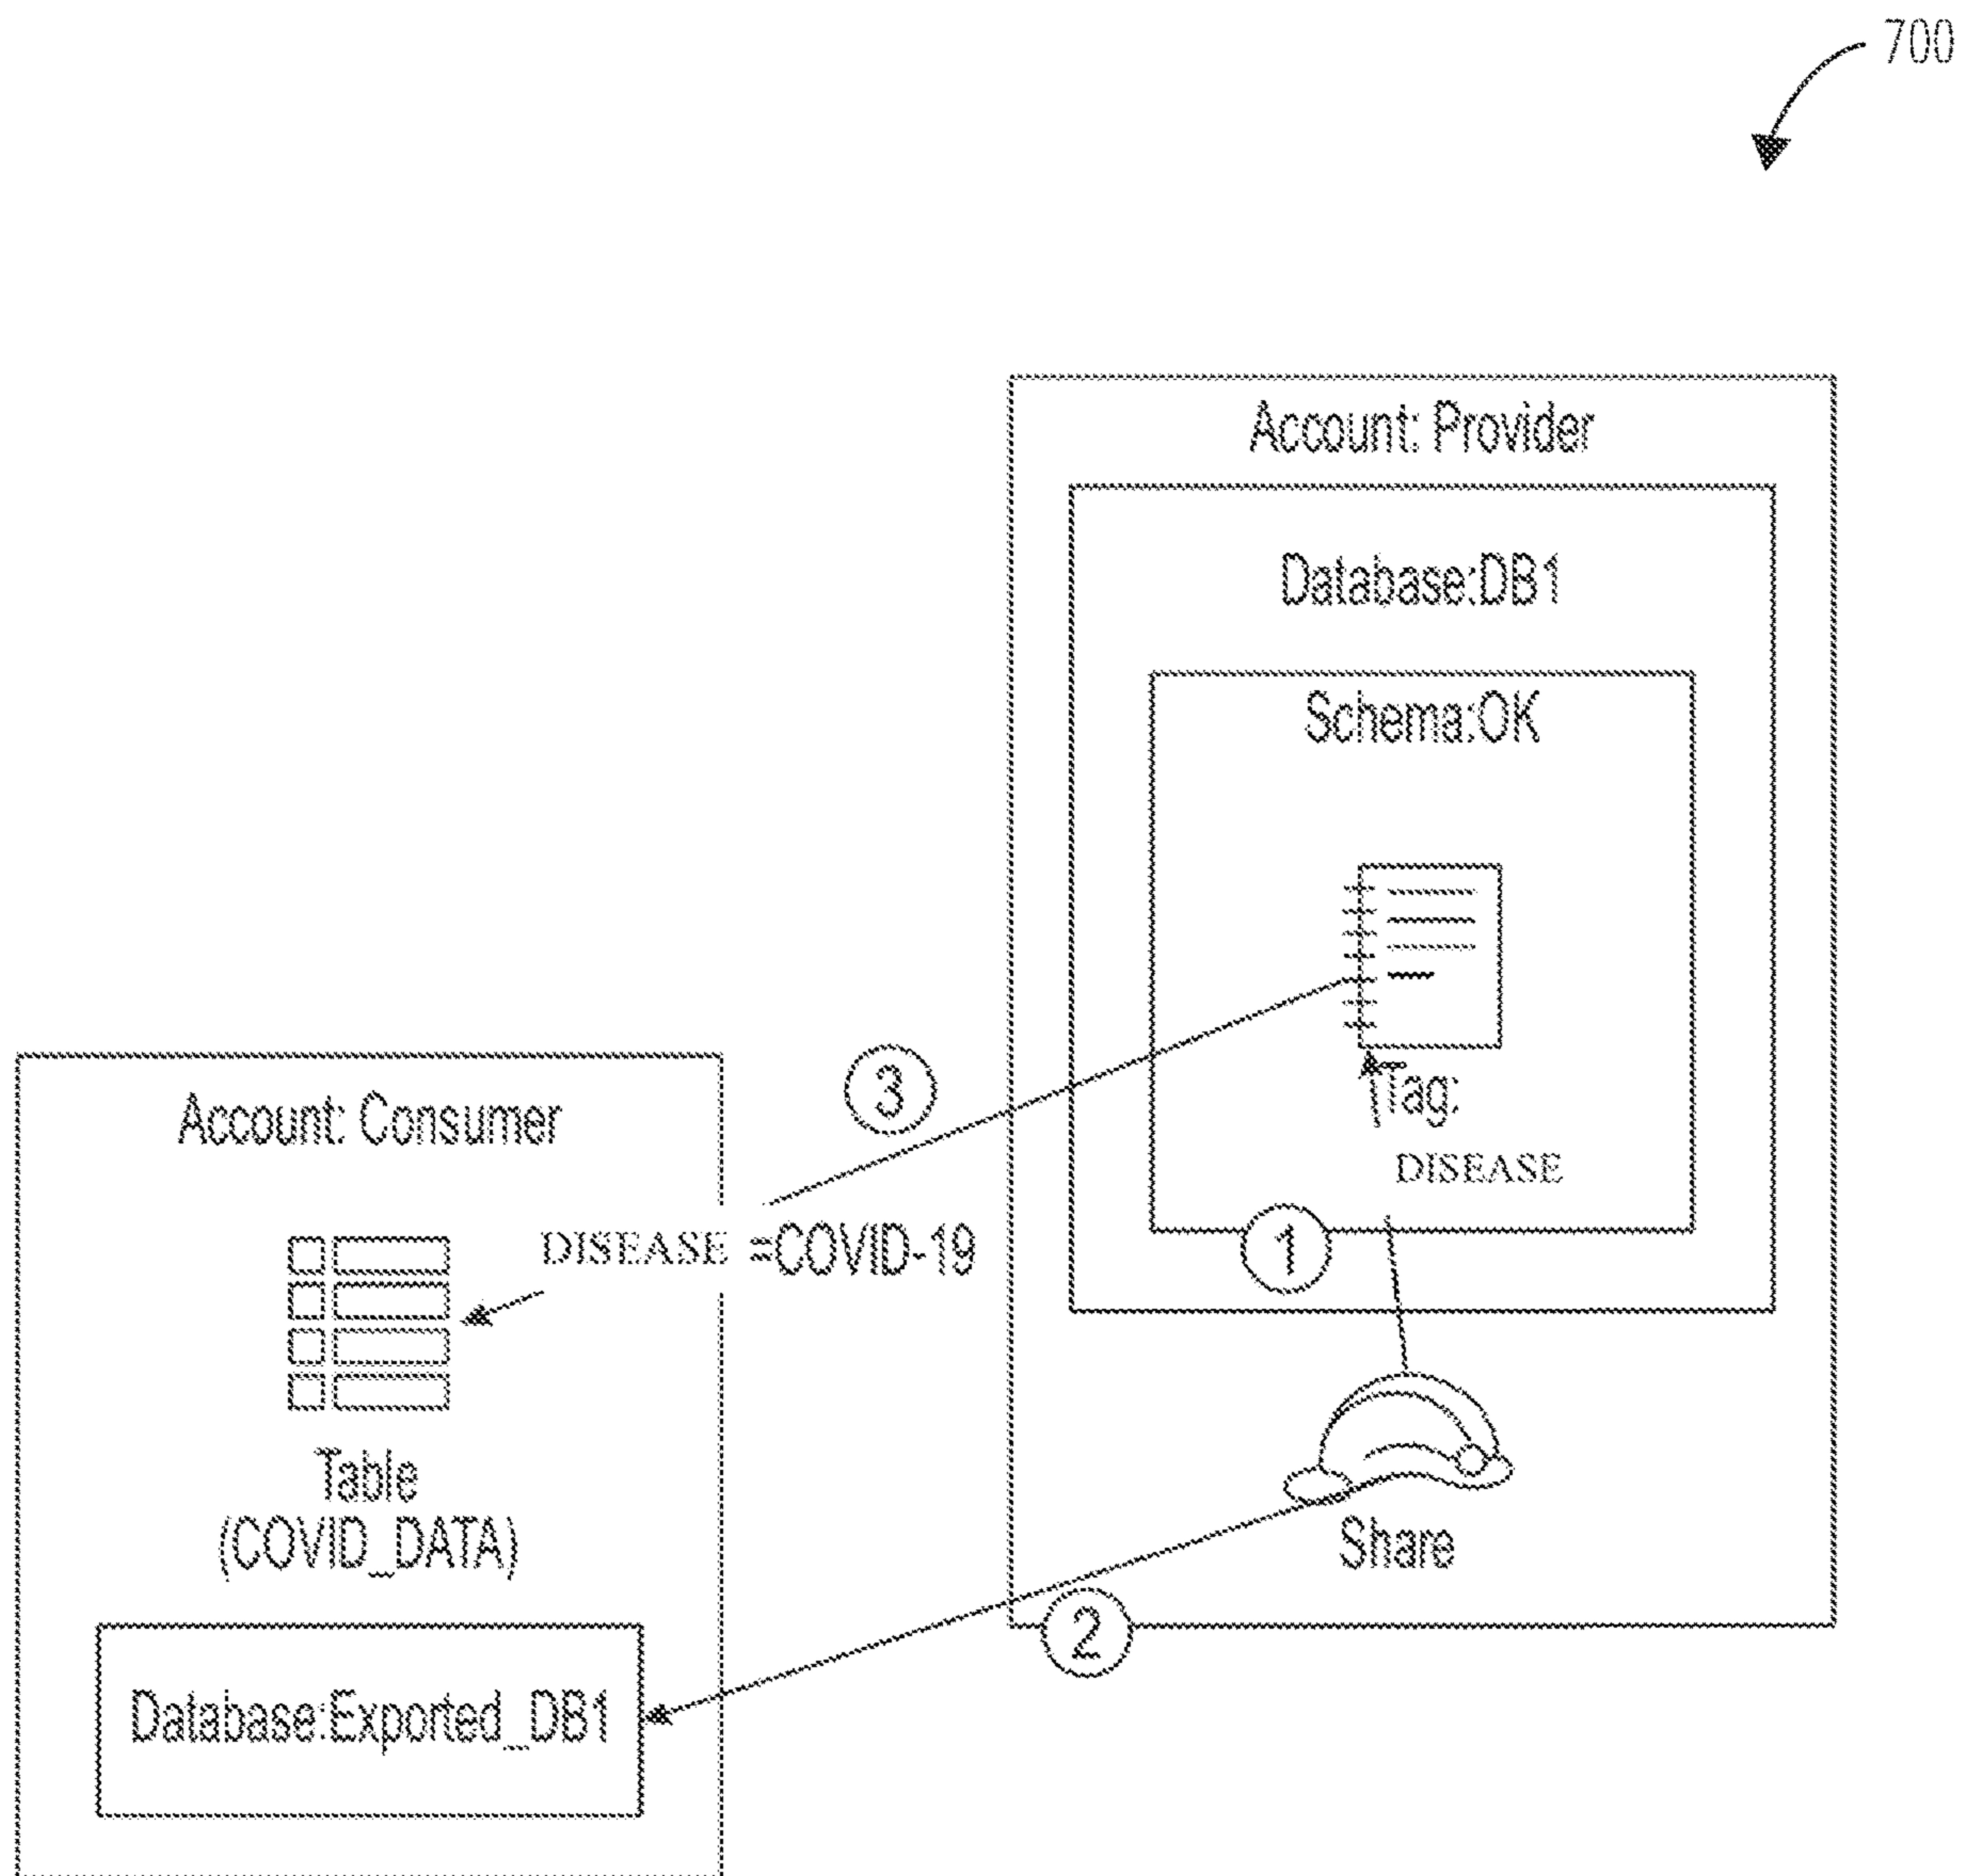 700
Account: Provider
Database:DB1
Schema:OK
Tag:
DISEASE
1
Share
2
3
Account: Consumer
DISEASE =COVID-19
Table
(COVID_DATA)
Database:Exported_DB1